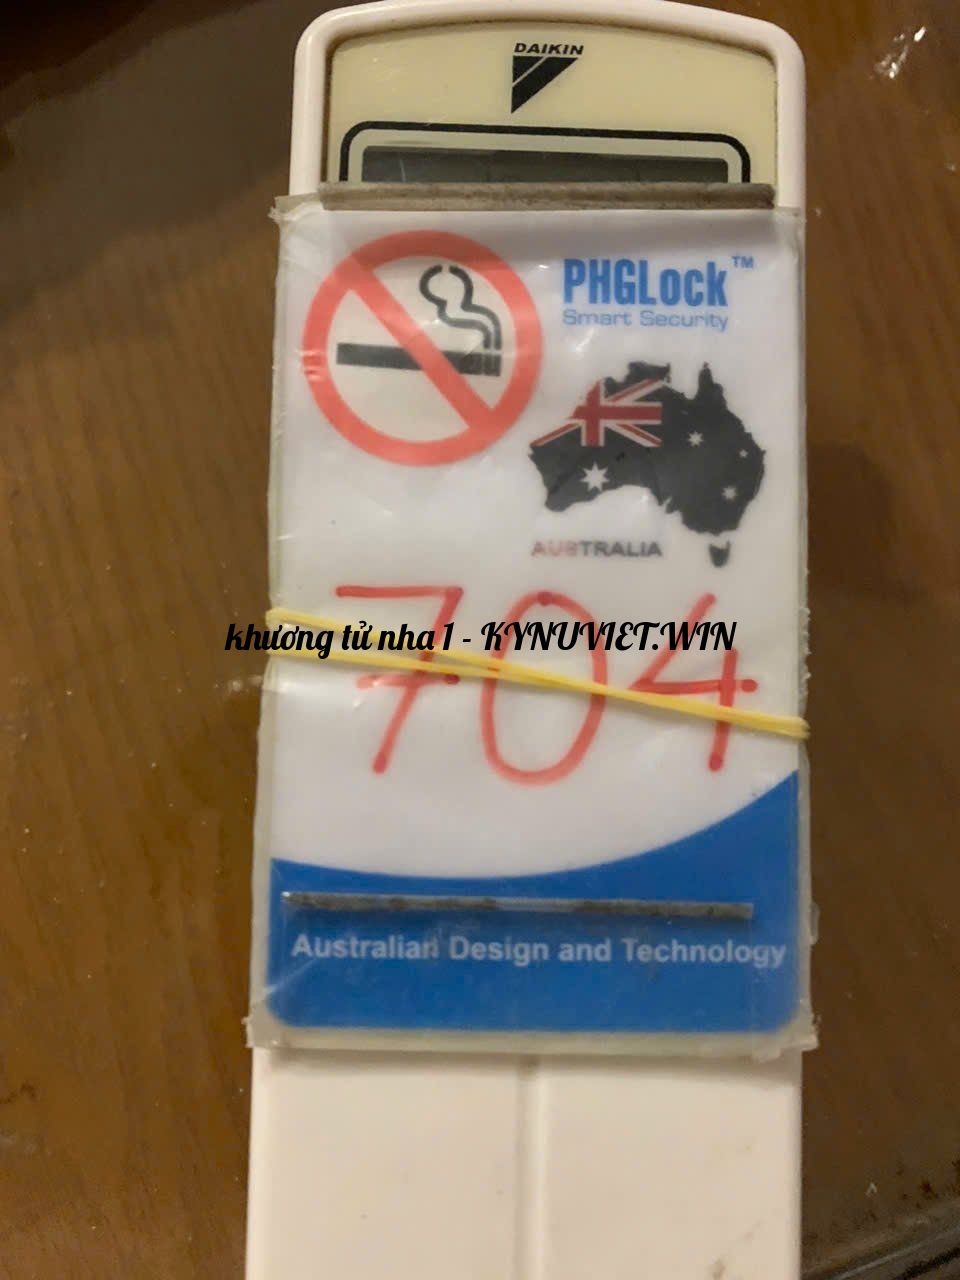 DAIKIN
PHGLock™
Smart Security
AUSTRALIA
704
khương tử nha 1 - KYNUVIET.WIN
Australian Design and Technology